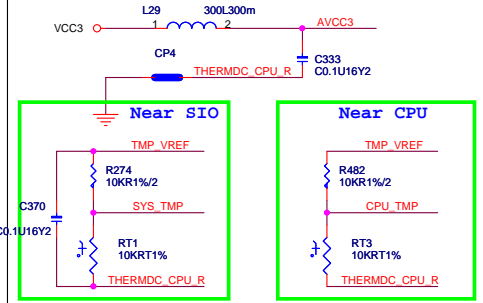 L29 300L300m
VCC3 1 2 AVCC3
CP4
C333
C0.1U16Y2
THERMDC_CPU_R
Near SIO
TMP_VREF
R274
10KR1%/2
C370
C0.1U16Y2
SYS_TMP
RT1
10KRT1%
THERMDC_CPU_R
Near CPU
TMP_VREF
R482
10KR1%/2
CPU_TMP
RT3
10KRT1%
THERMDC_CPU_R